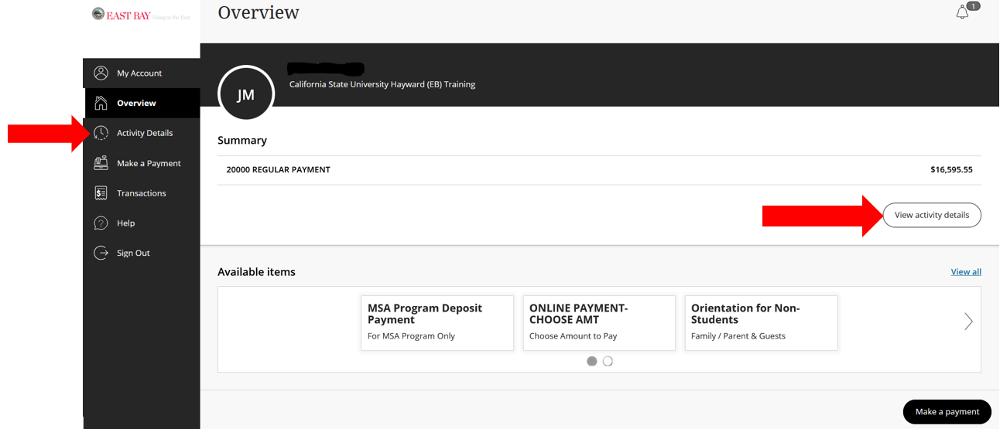 EAST BAY Rising in the East
Overview
1
My Account
Overview
Activity Details
Make a Payment
Transactions
Help
Sign Out
JM
California State University Hayward (EB) Training
Summary
20000 REGULAR PAYMENT $16,595.55
View activity details
Available items
View all
MSA Program Deposit
Payment
For MSA Program Only
ONLINE PAYMENT-
CHOOSE AMT
Choose Amount to Pay
Orientation for Non-
Students
Family / Parent & Guests
Make a payment